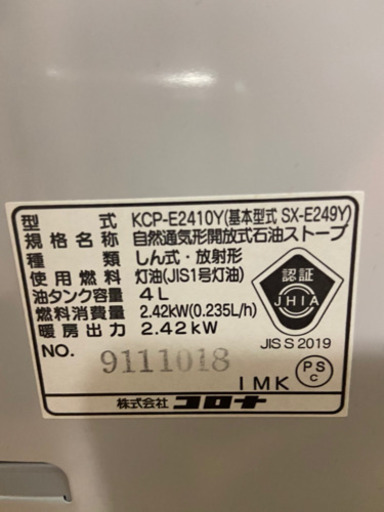 型式 KCP-E2410Y(基本型式 SX-E249Y)
規格名称 自然通気形開放式石油ストーブ
種類 しん式・放射形
使用燃料 灯油(JIS1号灯油)
油タンク容量 4L
燃料消費量 2.42kW(0.235L/h)
暖房出力 2.42kW
認証
JHIA
JIS S 2019
NO. 9111018
PS
C
IMK
株式会社 コロナ